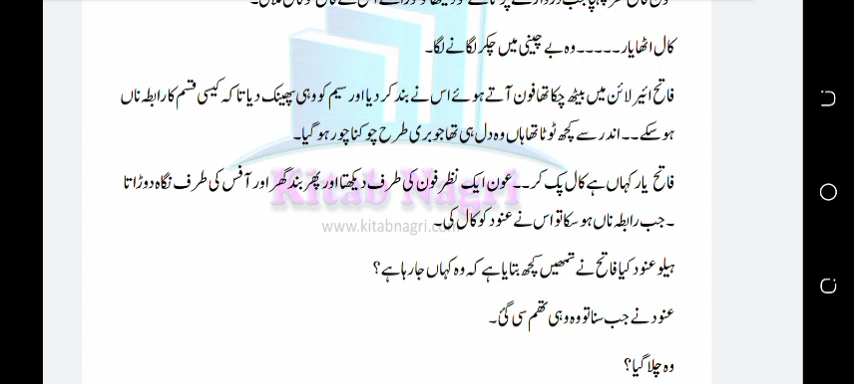 کال اٹھا یار ۔۔۔۔۔ وہ بے چینی میں چکر لگانے لگا۔
فاتح ائیر لائن میں بیٹھ چکا تھا فون آتے ہوئے اس نے بند کر دیا اور سیم کو وہی پھینک دیا تا کہ کیسی قسم کا رابطہ ناں
ہو سکے ۔۔ اندر سے کچھ ٹوٹا تھا ہاں وہ دل ہی تھا جو بری طرح چوکنا چور ہو گیا۔
فاتح یار کہاں ہے کال پک کر ۔۔ عون ایک نظر فون کی طرف دیکھتا اور پھر بند گھر اور آفس کی طرف نگاہ دوڑاتا
۔ جب رابطہ ناں ہو سکا تو اس نے عنود کو کال کی۔
Kitab Nagri
www.kitabnagri.com
ہیلو عنود کیا فاتح نے تمھیں کچھ بتایا ہے کہ وہ کہاں جا رہا ہے؟
عنود نے جب سنا تو وہ وہی تھم سی گئ۔
وہ چلا گیا؟